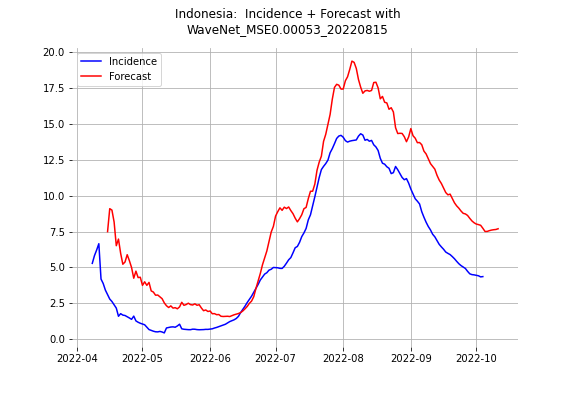 Indonesia:  Incidence + Forecast with
WaveNet_MSE0.00053_20220815
Incidence
Forecast
20.0
17.5
15.0
12.5
10.0
7.5
5.0
2.5
0.0
2022-04 2022-05 2022-06 2022-07 2022-08 2022-09 2022-10